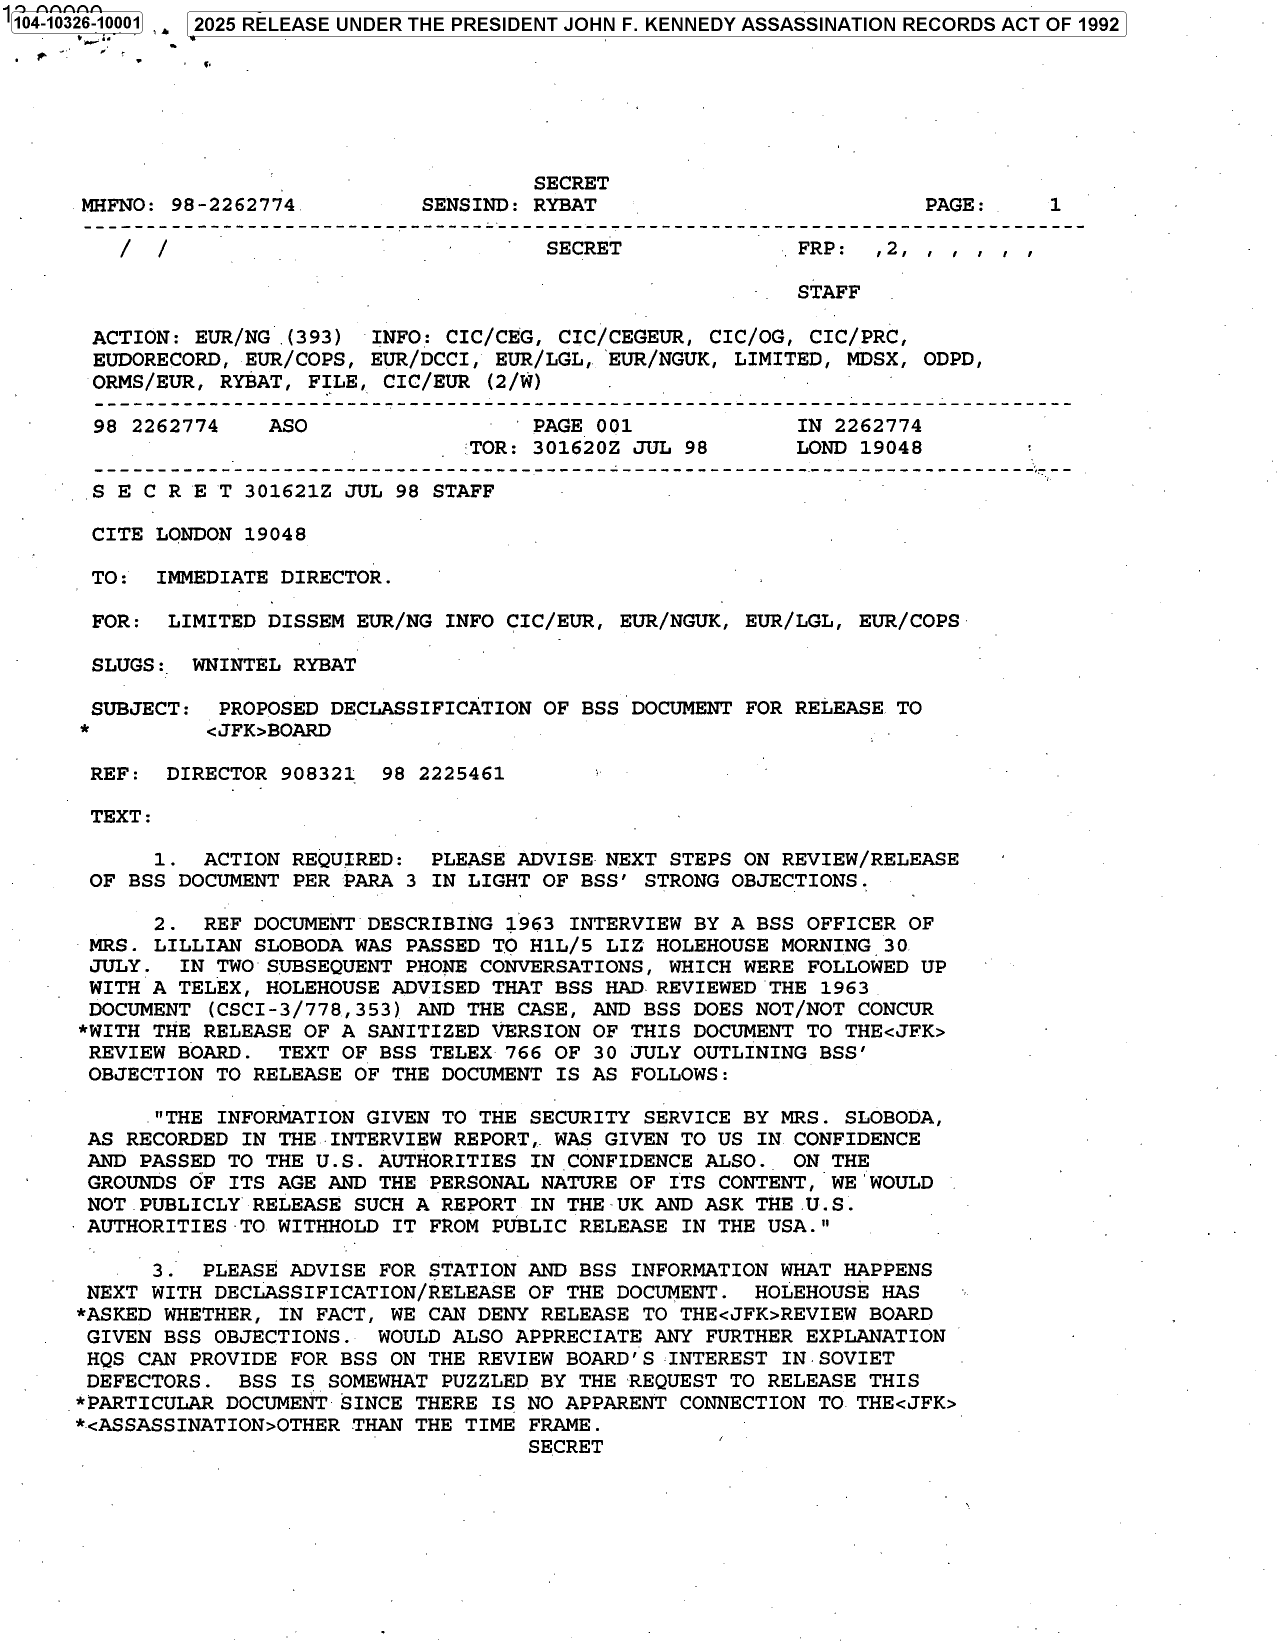 104-10326-10001
2025 RELEASE UNDER THE PRESIDENT JOHN F. KENNEDY ASSASSINATION RECORDS ACT OF 1992
SECRET
MHFNO: 98-2262774 SENSIND: RYBAT PAGE: 1
--------------------------------------------------------------------------------
/ / SECRET FRP: ,2, , , , , ,
STAFF
ACTION: EUR/NG (393) INFO: CIC/CEG, CIC/CEGEUR, CIC/OG, CIC/PRC,
EUDORECORD, EUR/COPS, EUR/DCCI, EUR/LGL, EUR/NGUK, LIMITED, MDSX, ODPD,
ORMS/EUR, RYBAT, FILE, CIC/EUR (2/W)
------------------------------------------------------------------------------
98 2262774 ASO PAGE 001 IN 2262774
TOR: 301620Z JUL 98 LOND 19048
------------------------------------------------------------------------------
S E C R E T 301621Z JUL 98 STAFF
CITE LONDON 19048
TO: IMMEDIATE DIRECTOR.
FOR: LIMITED DISSEM EUR/NG INFO CIC/EUR, EUR/NGUK, EUR/LGL, EUR/COPS
SLUGS: WNINTEL RYBAT
SUBJECT: PROPOSED DECLASSIFICATION OF BSS DOCUMENT FOR RELEASE TO
* <JFK>BOARD
REF: DIRECTOR 908321 98 2225461
TEXT:
1. ACTION REQUIRED: PLEASE ADVISE NEXT STEPS ON REVIEW/RELEASE
OF BSS DOCUMENT PER PARA 3 IN LIGHT OF BSS' STRONG OBJECTIONS.
2. REF DOCUMENT DESCRIBING 1963 INTERVIEW BY A BSS OFFICER OF
MRS. LILLIAN SLOBODA WAS PASSED TO H1L/5 LIZ HOLEHOUSE MORNING 30
JULY. IN TWO SUBSEQUENT PHONE CONVERSATIONS, WHICH WERE FOLLOWED UP
WITH A TELEX, HOLEHOUSE ADVISED THAT BSS HAD REVIEWED THE 1963
DOCUMENT (CSCI-3/778,353) AND THE CASE, AND BSS DOES NOT/NOT CONCUR
*WITH THE RELEASE OF A SANITIZED VERSION OF THIS DOCUMENT TO THE<JFK>
REVIEW BOARD. TEXT OF BSS TELEX 766 OF 30 JULY OUTLINING BSS'
OBJECTION TO RELEASE OF THE DOCUMENT IS AS FOLLOWS:
"THE INFORMATION GIVEN TO THE SECURITY SERVICE BY MRS. SLOBODA,
AS RECORDED IN THE INTERVIEW REPORT, WAS GIVEN TO US IN CONFIDENCE
AND PASSED TO THE U.S. AUTHORITIES IN CONFIDENCE ALSO. ON THE
GROUNDS OF ITS AGE AND THE PERSONAL NATURE OF ITS CONTENT, WE WOULD
NOT PUBLICLY RELEASE SUCH A REPORT IN THE UK AND ASK THE U.S.
AUTHORITIES TO WITHHOLD IT FROM PUBLIC RELEASE IN THE USA."
3. PLEASE ADVISE FOR STATION AND BSS INFORMATION WHAT HAPPENS
NEXT WITH DECLASSIFICATION/RELEASE OF THE DOCUMENT. HOLEHOUSE HAS
*ASKED WHETHER, IN FACT, WE CAN DENY RELEASE TO THE<JFK>REVIEW BOARD
GIVEN BSS OBJECTIONS. WOULD ALSO APPRECIATE ANY FURTHER EXPLANATION
HQS CAN PROVIDE FOR BSS ON THE REVIEW BOARD'S INTEREST IN SOVIET
DEFECTORS. BSS IS SOMEWHAT PUZZLED BY THE REQUEST TO RELEASE THIS
*PARTICULAR DOCUMENT SINCE THERE IS NO APPARENT CONNECTION TO THE<JFK>
*<ASSASSINATION>OTHER THAN THE TIME FRAME.
SECRET